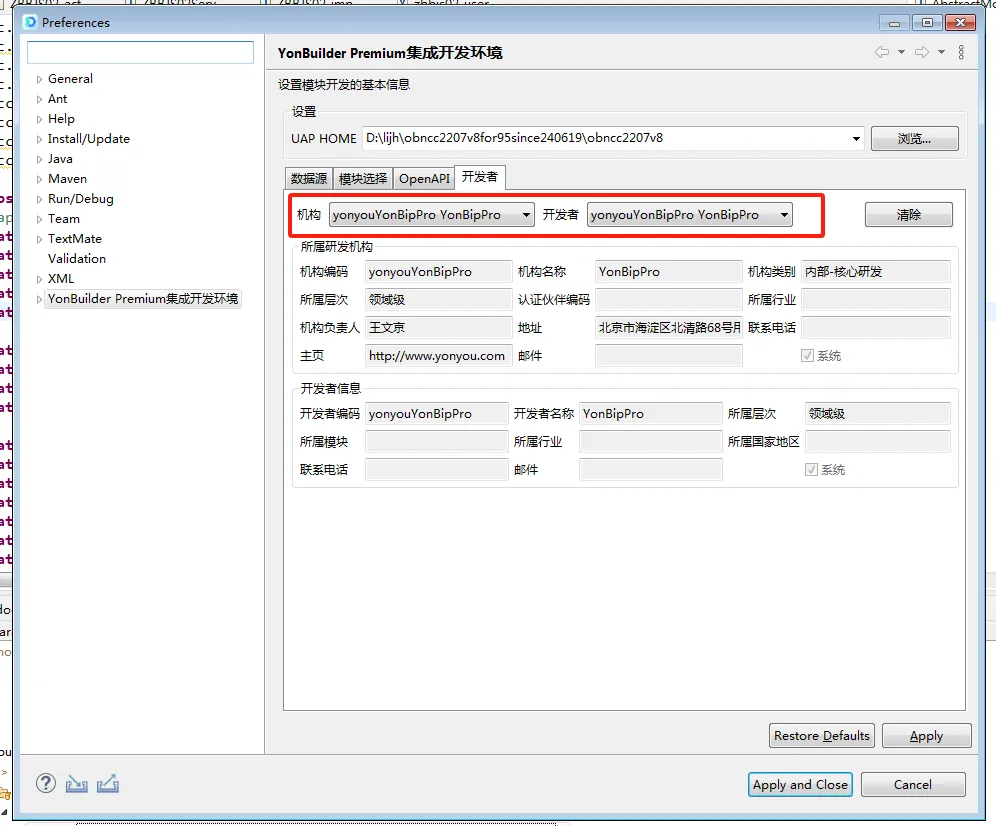 Preferences
YonBuilder Premium集成开发环境
General
Ant
Help
Install/Update
Java
Maven
Run/Debug
Team
TextMate
Validation
XML
YonBuilder Premium集成开发环境
设置模块开发的基本信息
设置
UAP HOME D:\lijh\obncc2207v8for95since240619\obncc2207v8 浏览...
数据源 模块选择 OpenAPI 开发者
机构 yonyouYonBipPro YonBipPro 开发者 yonyouYonBipPro YonBipPro 清除
所属研发机构
机构编码 yonyouYonBipPro 机构名称 YonBipPro 机构类别 内部-核心研发
所属层次 领域级 认证伙伴编码 所属行业
机构负责人 王文京 地址 北京市海淀区北清路68号用 联系电话
主页 http://www.yonyou.com 邮件 系统
开发者信息
开发者编码 yonyouYonBipPro 开发者名称 YonBipPro 所属层次 领域级
所属模块 所属行业 所属国家地区
联系电话 邮件 系统
Restore Defaults Apply
Apply and Close Cancel